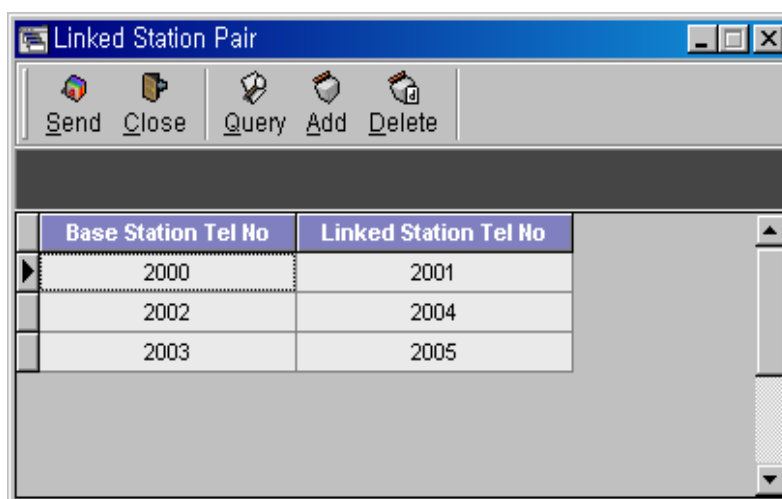 Linked Station Pair
Send Close Query Add Delete
Base Station Tel No Linked Station Tel No
2000 2001
2002 2004
2003 2005